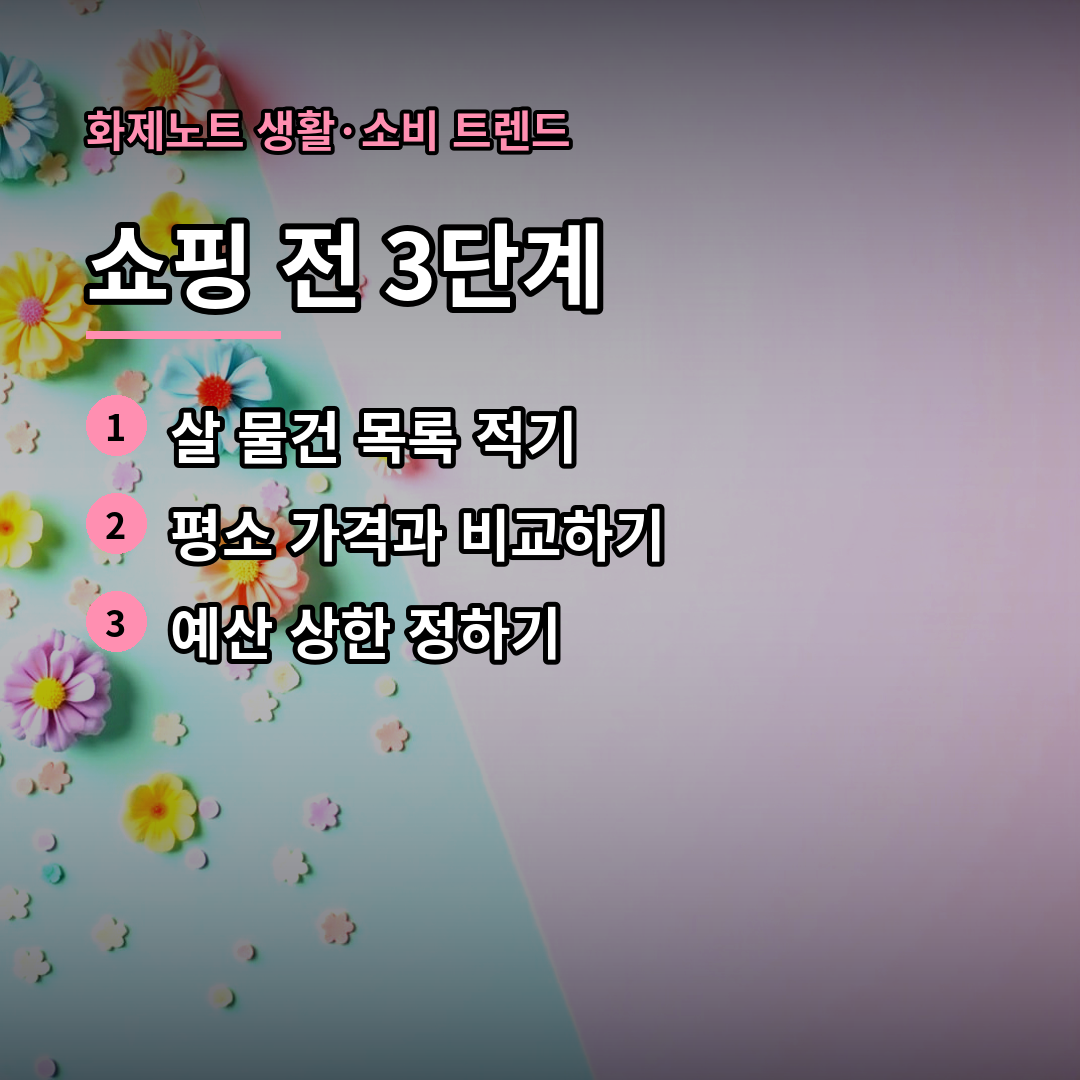 화제노트 생활·소비 트렌드
쇼핑 전 3단계
1 살 물건 목록 적기
2 평소 가격과 비교하기
3 예산 상한 정하기